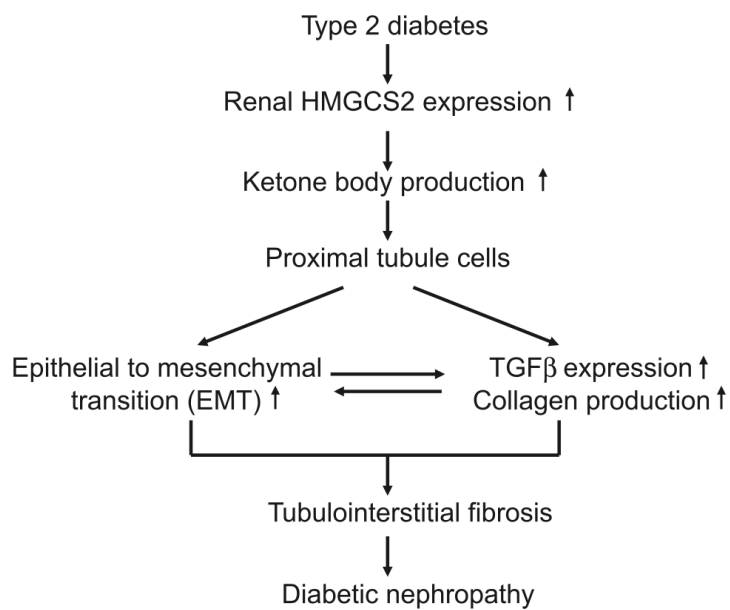 Type 2 diabetes
Renal HMGCS2 expression ↑
Ketone body production ↑
Proximal tubule cells
Epithelial to mesenchymal
transition (EMT) ↑
TGFβ expression ↑
Collagen production ↑
Tubulointerstitial fibrosis
Diabetic nephropathy